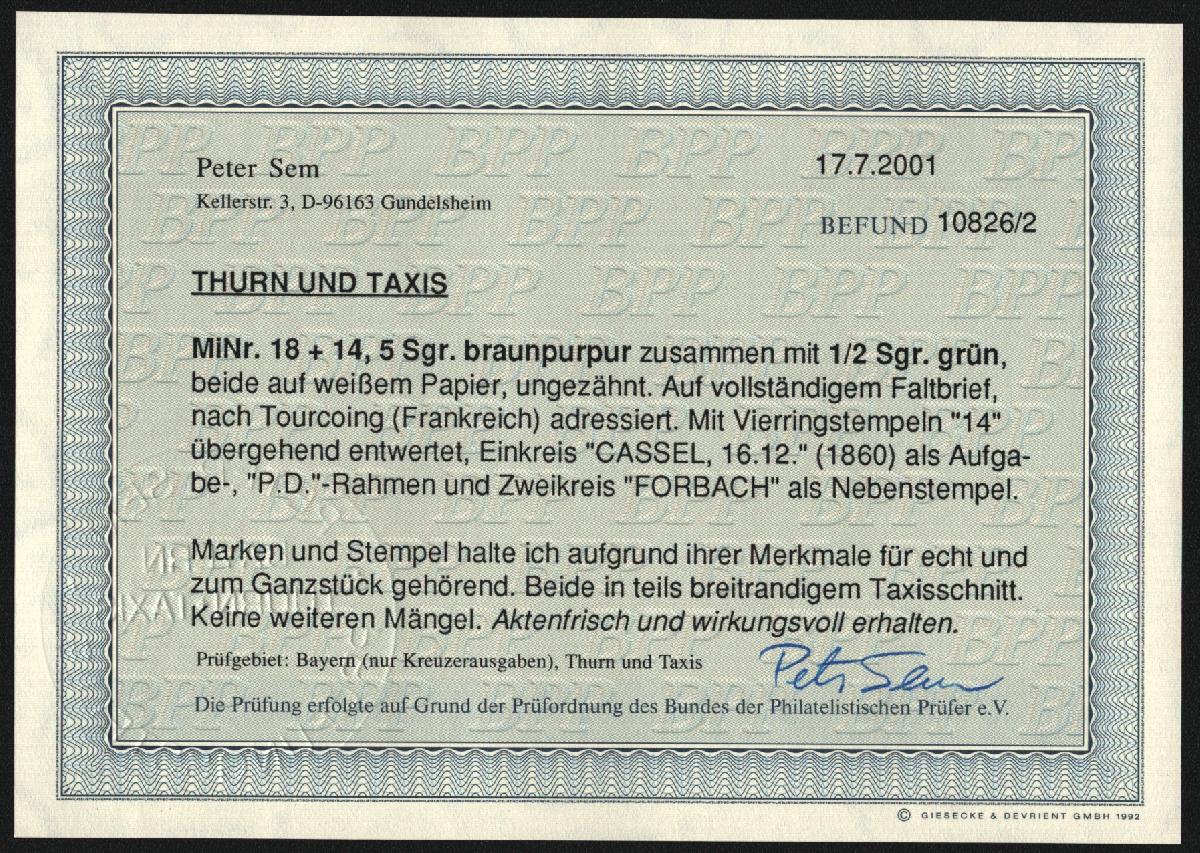 Peter Sem
17.7.2001
Kellerstr. 3, D-96163 Gundelsheim
BEFUND 10826/2
THURN UND TAXIS
MiNr. 18 + 14, 5 Sgr. braunpurpur zusammen mit 1/2 Sgr. grün,
beide auf weißem Papier, ungezähnt. Auf vollständigem Faltbrief,
nach Tourcoing (Frankreich) adressiert. Mit Vierringstempeln "14"
übergehend entwertet, Einkreis "CASSEL, 16.12." (1860) als Aufga-
be-, "P.D."-Rahmen und Zweikreis "FORBACH" als Nebenstempel.
Marken und Stempel halte ich aufgrund ihrer Merkmale für echt und
zum Ganzstück gehörend. Beide in teils breitrandigem Taxisschnitt.
Keine weiteren Mängel. Aktenfrisch und wirkungsvoll erhalten.
Prüfgebiet: Bayern (nur Kreuzerausgaben), Thurn und Taxis
Peter Sem
Die Prüfung erfolgte auf Grund der Prüfordnung des Bundes der Philatelistischen Prüfer e.V.
© GIESECKE & DEVRIENT GMBH 1992